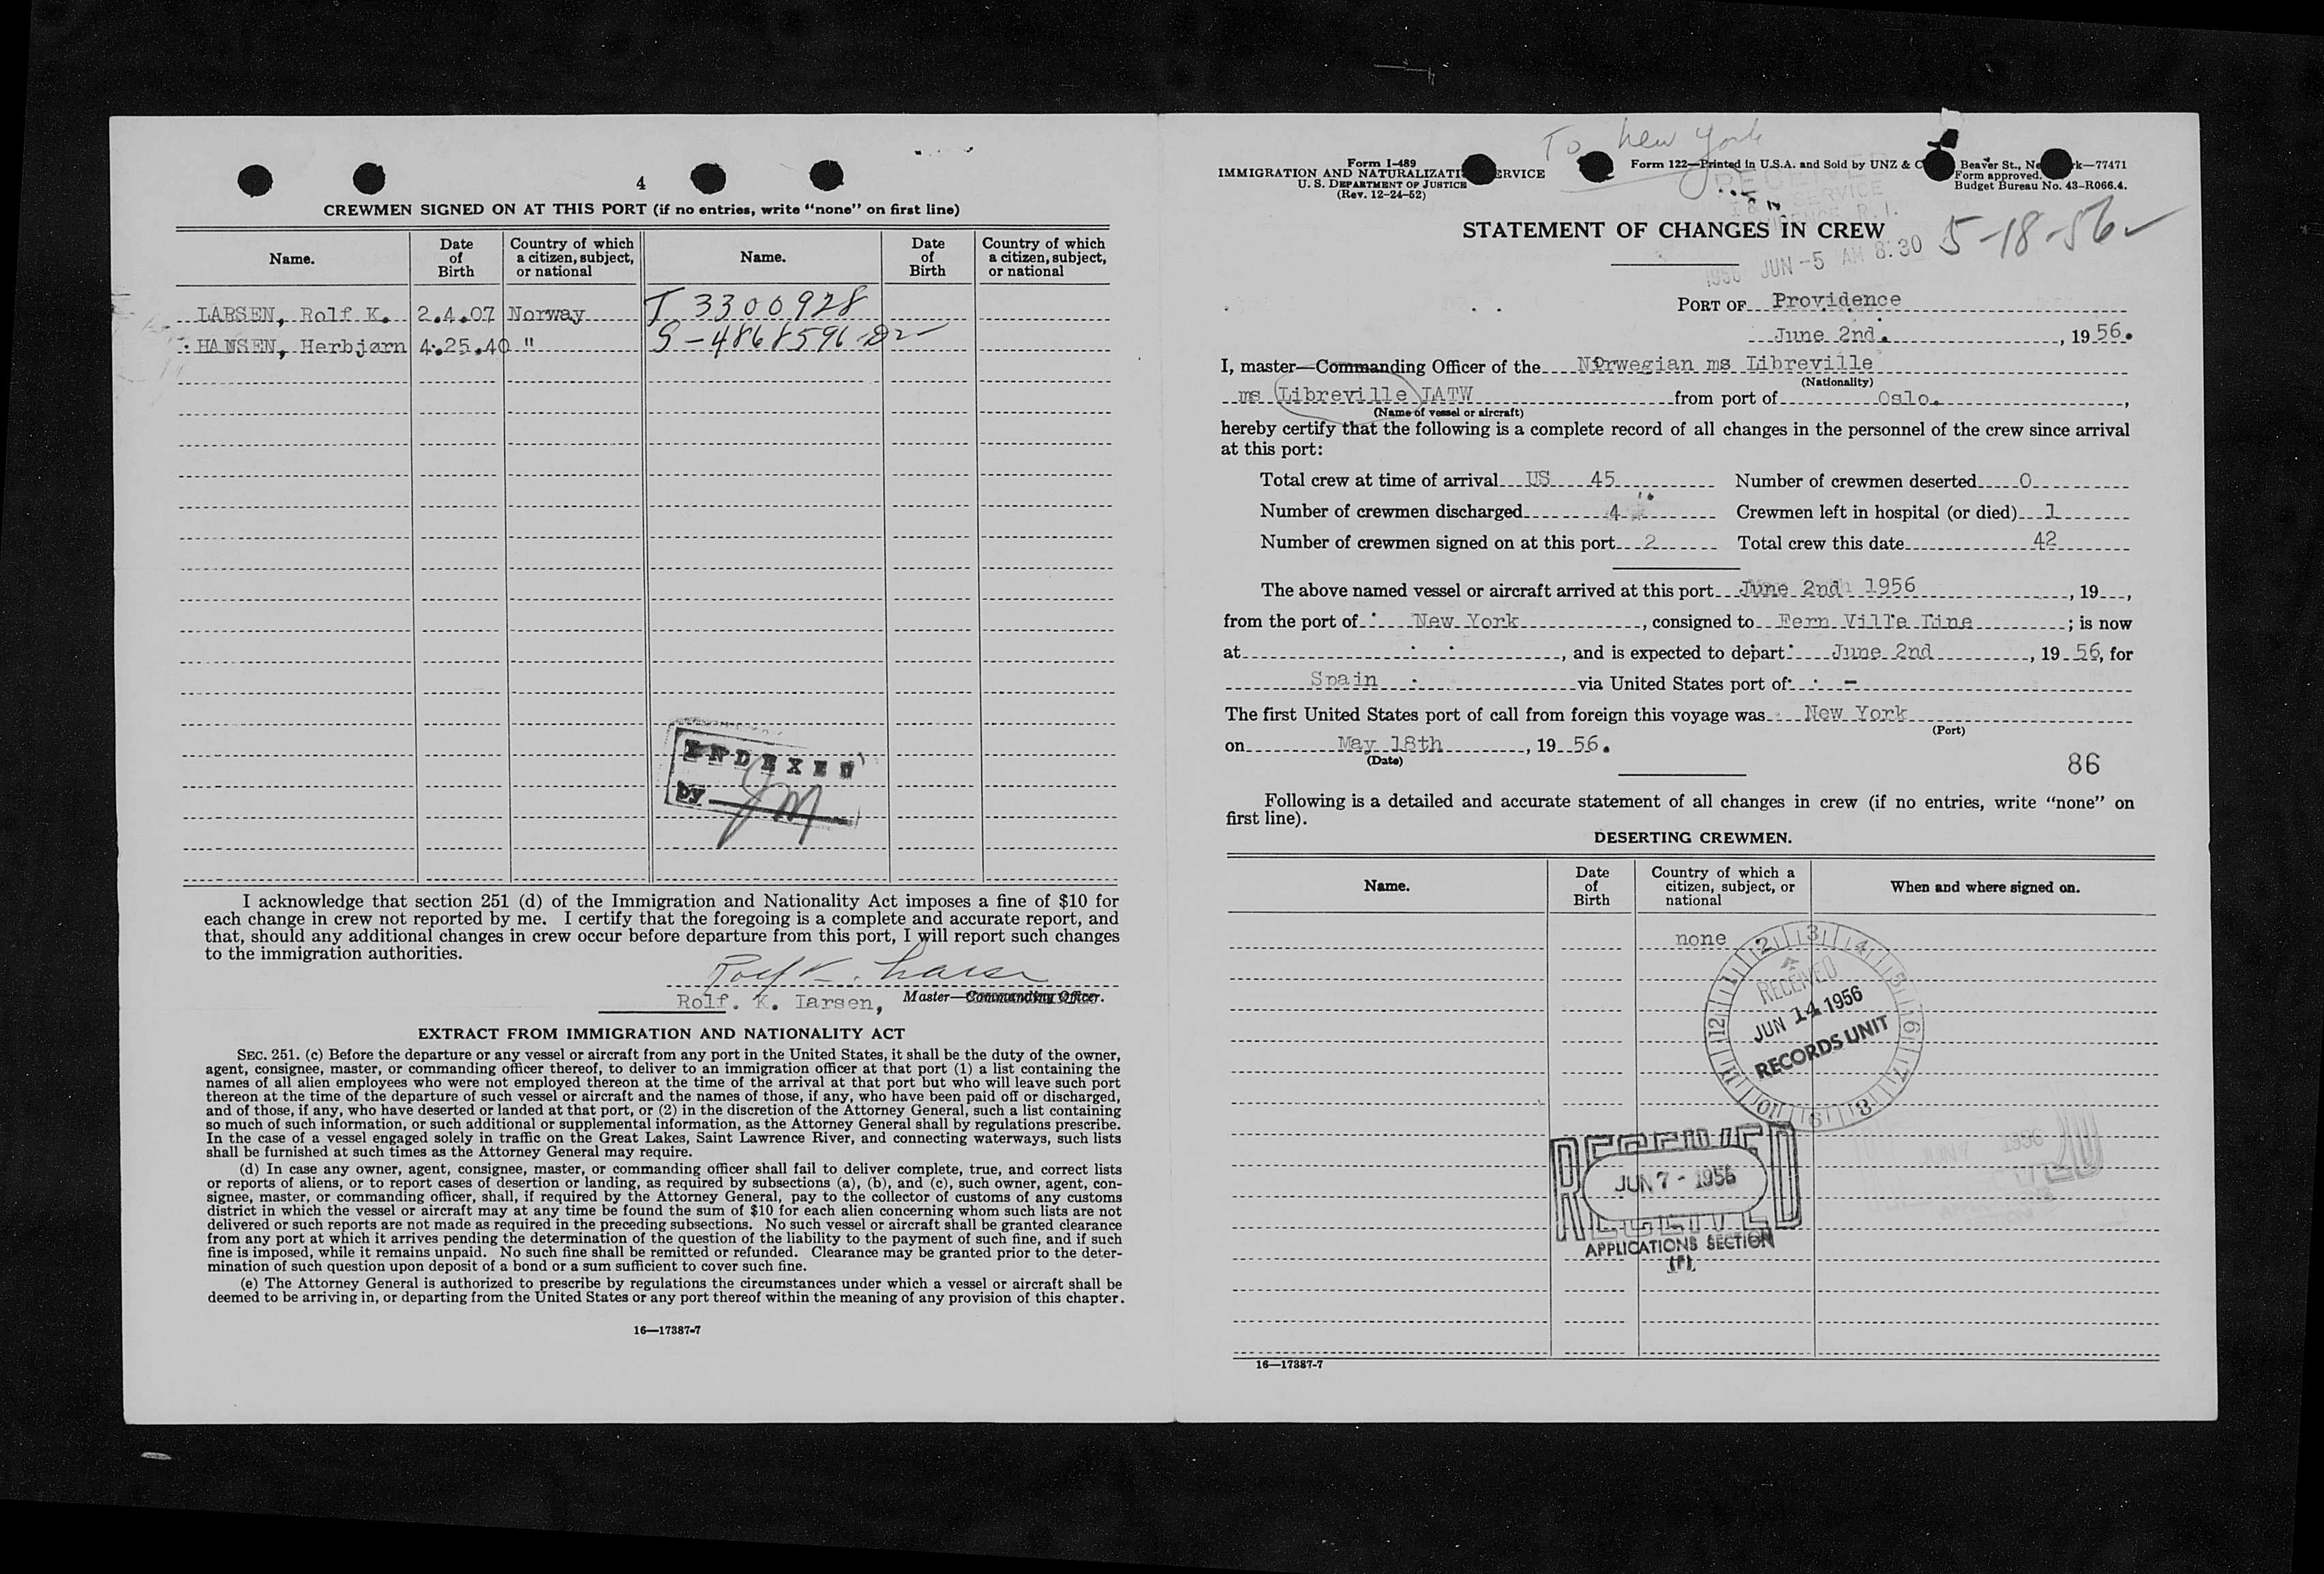 4
CREWMEN SIGNED ON AT THIS PORT (if no entries, write "none" on first line)
Name. Date of Birth Country of which a citizen, subject, or national Name. Date of Birth Country of which a citizen, subject, or national
LARSEN, Rolf K. 2.4.07 Norway T 3300928
HANSEN, Herbjørn 4.25.40 " S-4868596
INDEXED
by JM
I acknowledge that section 251 (d) of the Immigration and Nationality Act imposes a fine of $10 for
each change in crew not reported by me. I certify that the foregoing is a complete and accurate report, and
that, should any additional changes in crew occur before departure from this port, I will report such changes
to the immigration authorities.
Rolf K. Larsen
Rolf. K. Larsen, Master—Commanding Officer.
EXTRACT FROM IMMIGRATION AND NATIONALITY ACT
SEC. 251. (c) Before the departure or any vessel or aircraft from any port in the United States, it shall be the duty of the owner,
agent, consignee, master, or commanding officer thereof, to deliver to an immigration officer at that port (1) a list containing the
names of all alien employees who were not employed thereon at the time of the arrival at that port but who will leave such port
thereon at the time of the departure of such vessel or aircraft and the names of those, if any, who have been paid off or discharged,
and of those, if any, who have deserted or landed at that port, or (2) in the discretion of the Attorney General, such a list containing
so much of such information, or such additional or supplemental information, as the Attorney General shall by regulations prescribe.
In the case of a vessel engaged solely in traffic on the Great Lakes, Saint Lawrence River, and connecting waterways, such lists
shall be furnished at such times as the Attorney General may require.
(d) In case any owner, agent, consignee, master, or commanding officer shall fail to deliver complete, true, and correct lists
or reports of aliens, or to report cases of desertion or landing, as required by subsections (a), (b), and (c), such owner, agent, con-
signee, master, or commanding officer, shall, if required by the Attorney General, pay to the collector of customs of any customs
district in which the vessel or aircraft may at any time be found the sum of $10 for each alien concerning whom such lists are not
delivered or such reports are not made as required in the preceding subsections. No such vessel or aircraft shall be granted clearance
from any port at which it arrives pending the determination of the question of the liability to the payment of such fine, and if such
fine is imposed, while it remains unpaid. No such fine shall be remitted or refunded. Clearance may be granted prior to the deter-
mination of such question upon deposit of a bond or a sum sufficient to cover such fine.
(e) The Attorney General is authorized to prescribe by regulations the circumstances under which a vessel or aircraft shall be
deemed to be arriving in, or departing from the United States or any port thereof within the meaning of any provision of this chapter.
16—17387-7
To New York
Form I-489
IMMIGRATION AND NATURALIZATI ERVICE
U. S. DEPARTMENT OF JUSTICE
(Rev. 12-24-52)
Form 122—Printed in U.S.A. and Sold by UNZ & C Beaver St., Ne rk—77471
Form approved.
Budget Bureau No. 43-R066.4.
RECEIVED
I & N SERVICE
PROVIDENCE, R. I.
STATEMENT OF CHANGES IN CREW
5-18-56
1956 JUN -5 AM 8:30
PORT OF Providence
June 2nd. , 19 56.
I, master—Commanding Officer of the Norwegian ms Libreville
(Nationality)
ms Libreville LATW from port of Oslo. ,
(Name of vessel or aircraft)
hereby certify that the following is a complete record of all changes in the personnel of the crew since arrival
at this port:
Total crew at time of arrival US 45 Number of crewmen deserted 0
Number of crewmen discharged 4 Crewmen left in hospital (or died) 1
Number of crewmen signed on at this port 2 Total crew this date 42
The above named vessel or aircraft arrived at this port June 2nd 1956 , 19 ,
from the port of New York , consigned to Fern Ville Line ; is now
at , and is expected to depart June 2nd , 19 56, for
Spain via United States port of -
The first United States port of call from foreign this voyage was New York
(Port)
on May 18th , 19 56.
(Date)
86
Following is a detailed and accurate statement of all changes in crew (if no entries, write "none" on
first line).
DESERTING CREWMEN.
Name. Date of Birth Country of which a citizen, subject, or national When and where signed on.
none
1 2 3 4 5 6 7 8 9 10 11 12
RECEIVED
JUN 14 1956
RECORDS UNIT
RECEIVED
JUN 7 - 1956
RECEIVED
APPLICATIONS SECTION
(F)
JUN 7 1956
16—17387-7